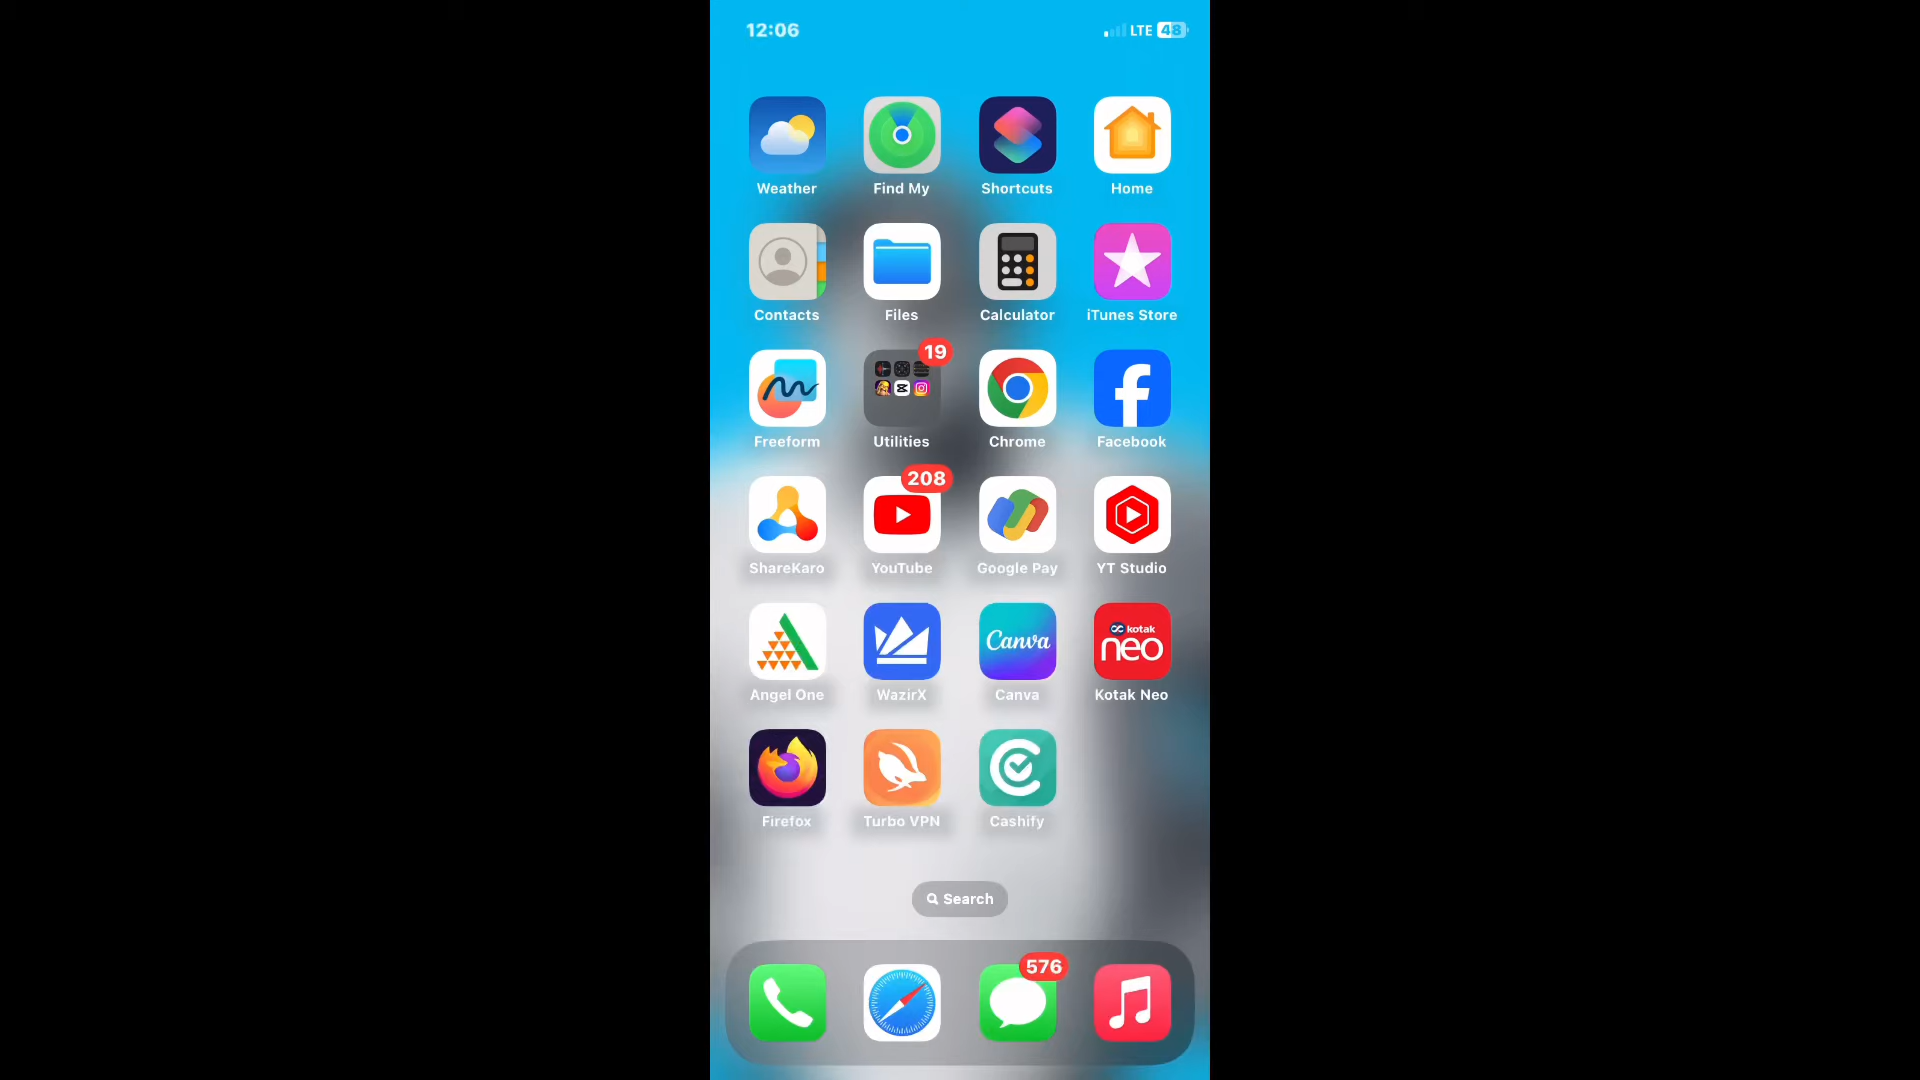 12:06
LTE 48
Weather
Find My
Shortcuts
Home
Contacts
Files
Calculator
iTunes Store
19
Freeform
Utilities
Chrome
Facebook
208
ShareKaro
YouTube
Google Pay
YT Studio
Canva
kotak
neo
Angel One
WazirX
Canva
Kotak Neo
Firefox
Turbo VPN
Cashify
Search
576